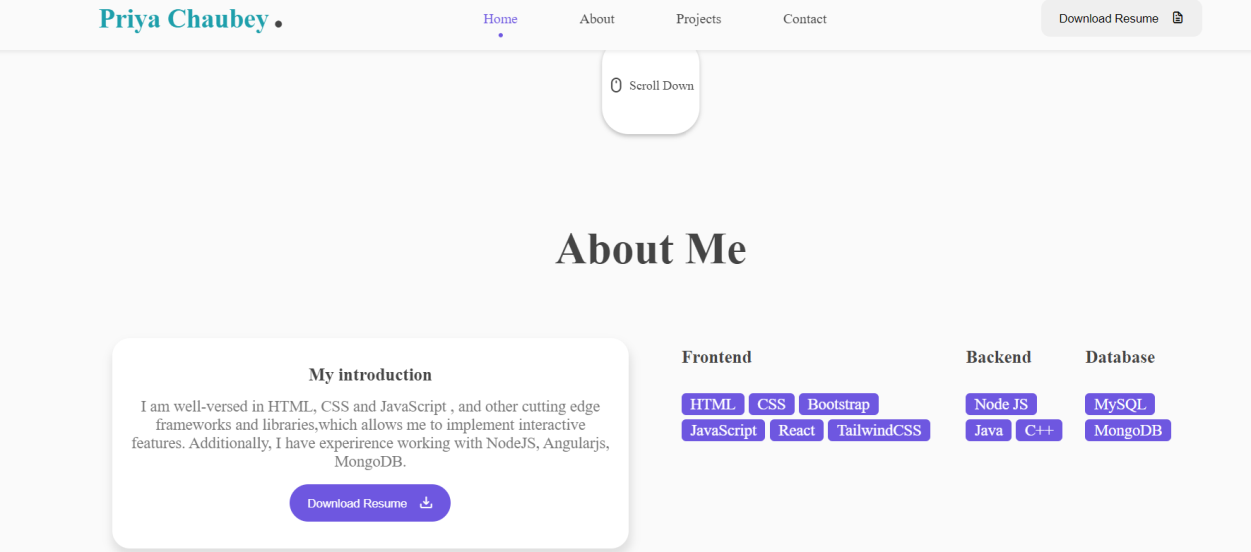 Priya Chaubey .
Home
About
Projects
Contact
Download Resume
Scroll Down
About Me
My introduction
I am well-versed in HTML, CSS and JavaScript , and other cutting edge
frameworks and libraries,which allows me to implement interactive
features. Additionally, I have experirence working with NodeJS, Angularjs,
MongoDB.
Download Resume
Frontend
HTML CSS Bootstrap
JavaScript React TailwindCSS
Backend
Node JS
Java C++
Database
MySQL
MongoDB